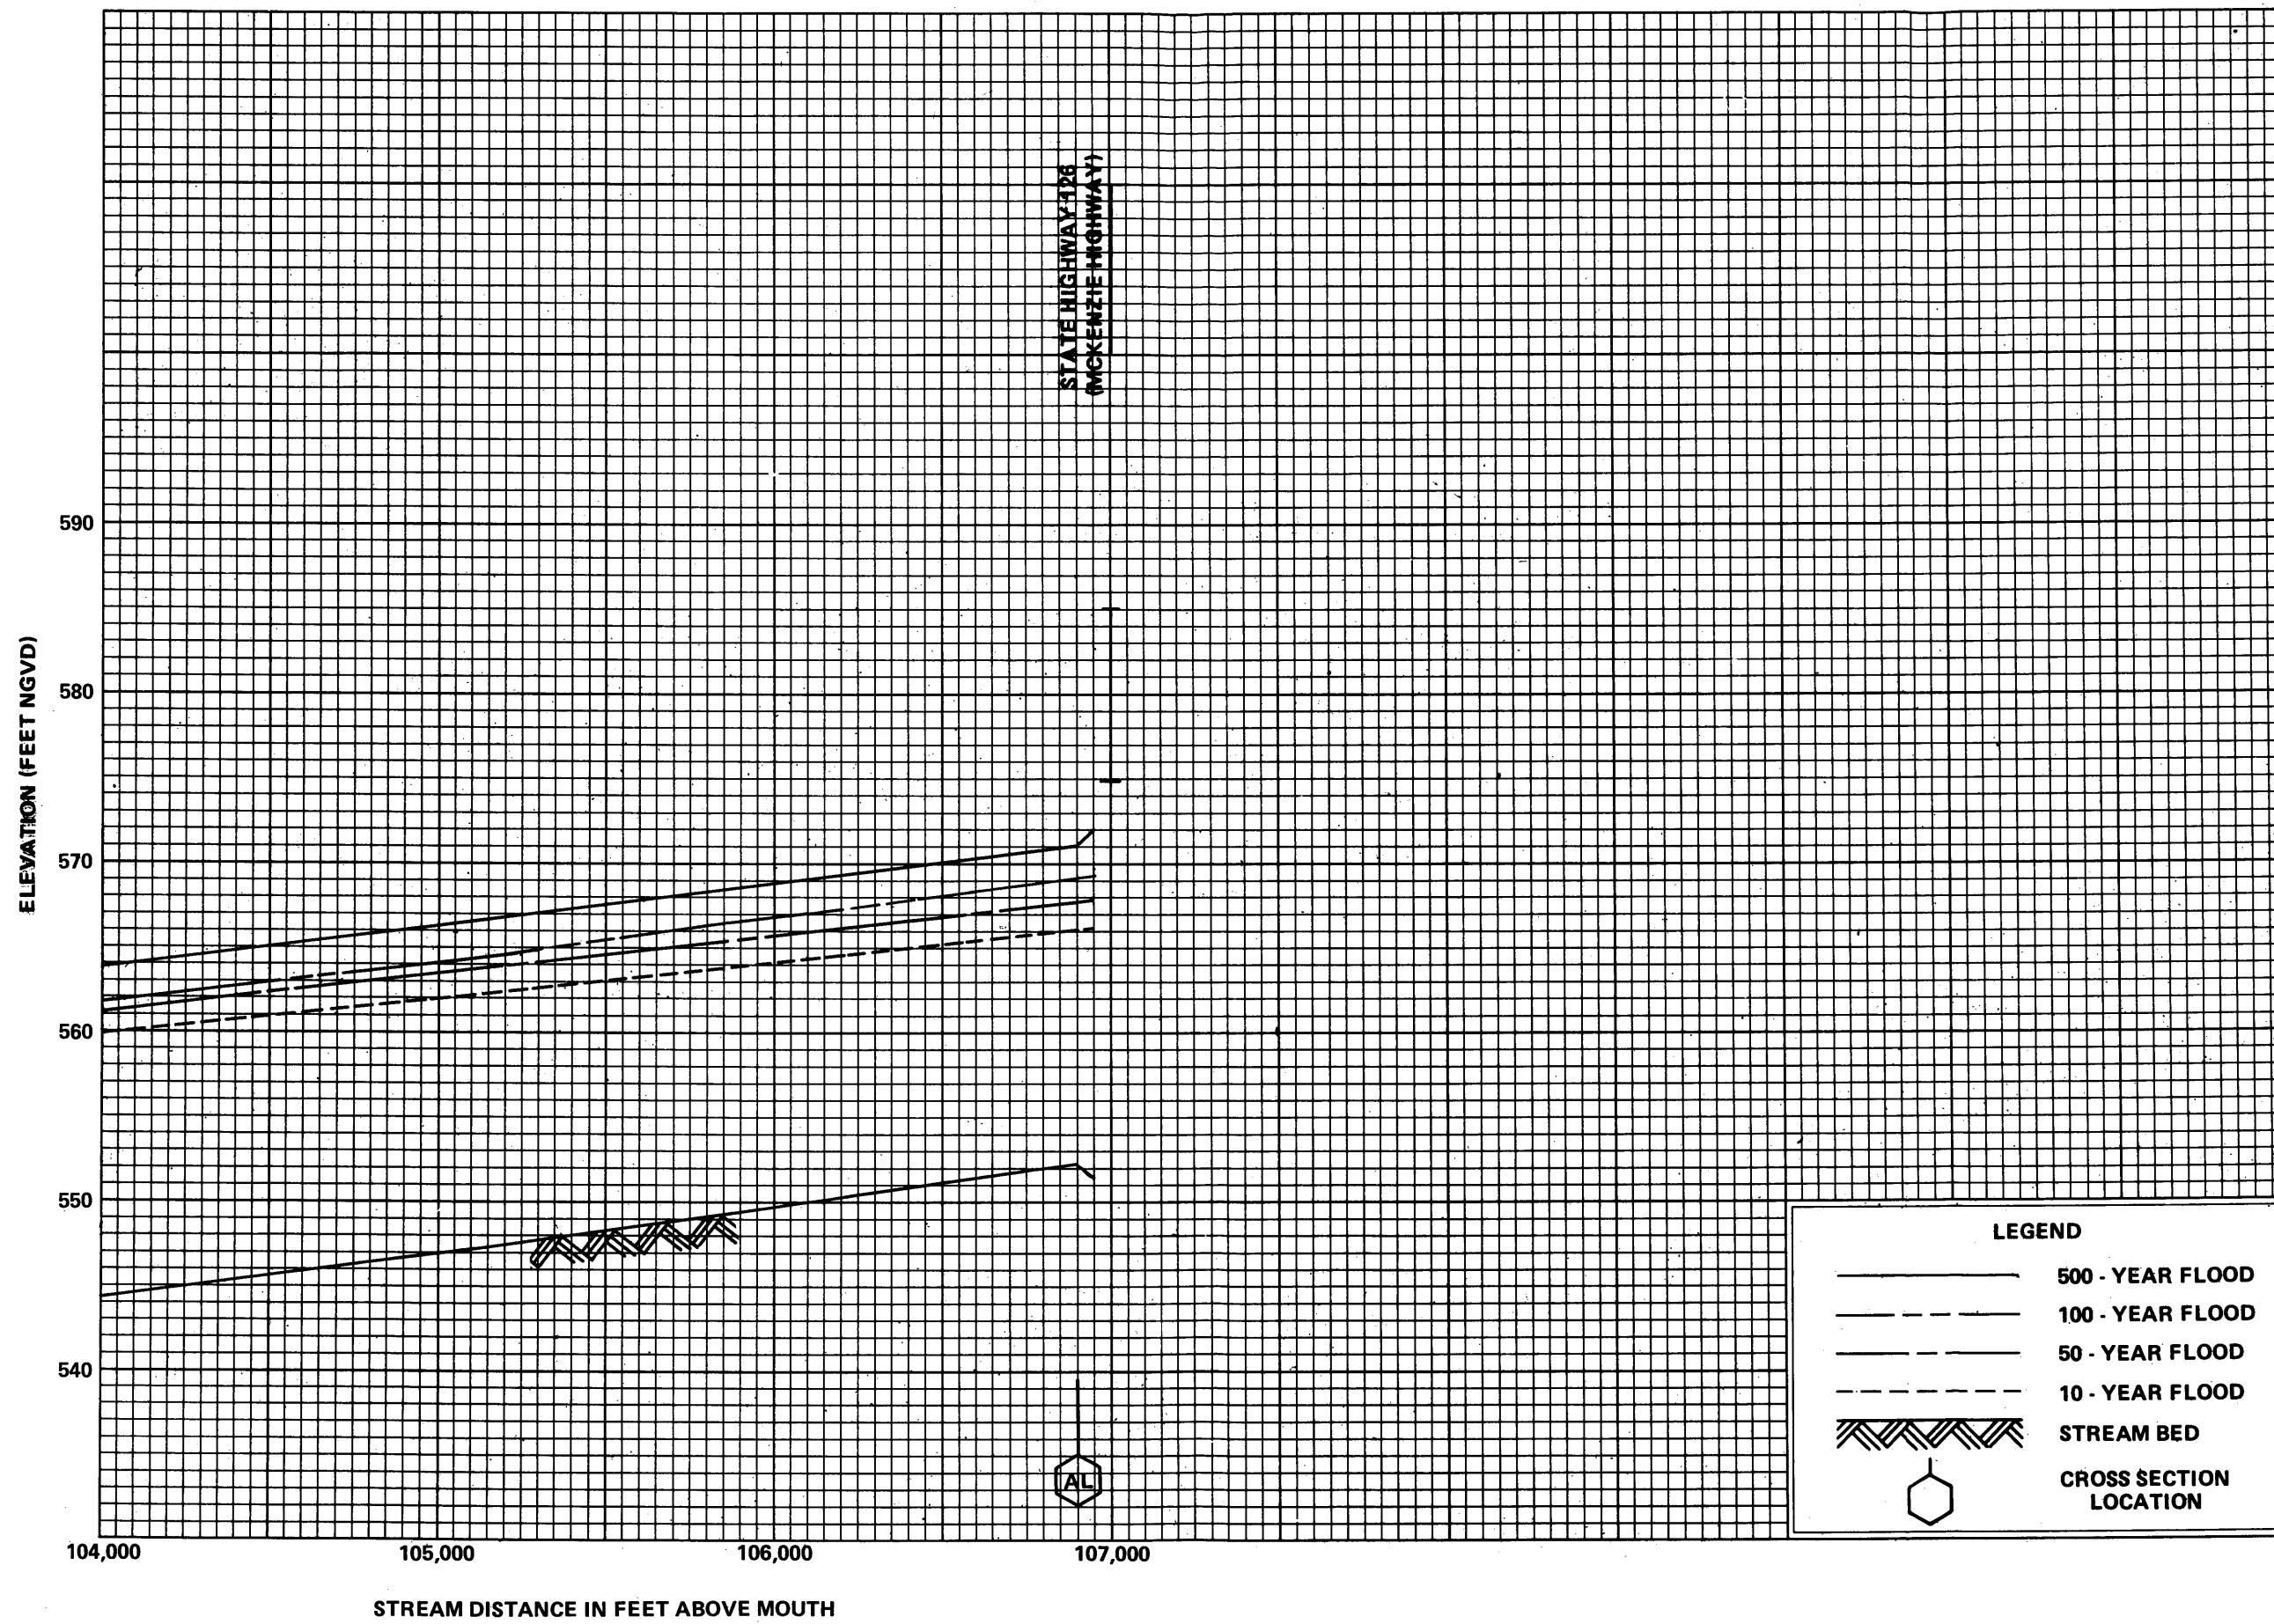 STATE HIGHWAY 126
(MCKENZIE HIGHWAY)
590
580
570
560
550
540
ELEVATION (FEET NGVD)
AL
104,000 105,000 106,000 107,000
STREAM DISTANCE IN FEET ABOVE MOUTH
LEGEND
500 - YEAR FLOOD
100 - YEAR FLOOD
50 - YEAR FLOOD
10 - YEAR FLOOD
STREAM BED
CROSS SECTION
LOCATION